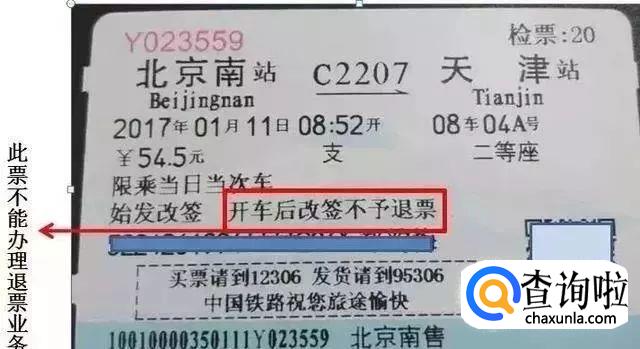 Y023559 检票:20
北京南站 C2207 天津站
Beijingnan Tianjin
2017年01月11日08:52开 08车04A号
￥54.5元 支 二等座
限乘当日当次车
始发改签 开车后改签不予退票
买票请到12306 发货请到95306
中国铁路祝您旅途愉快
10010000350111Y023559 北京南售
此票不能办理退票业务
查询啦
chaxunla.com